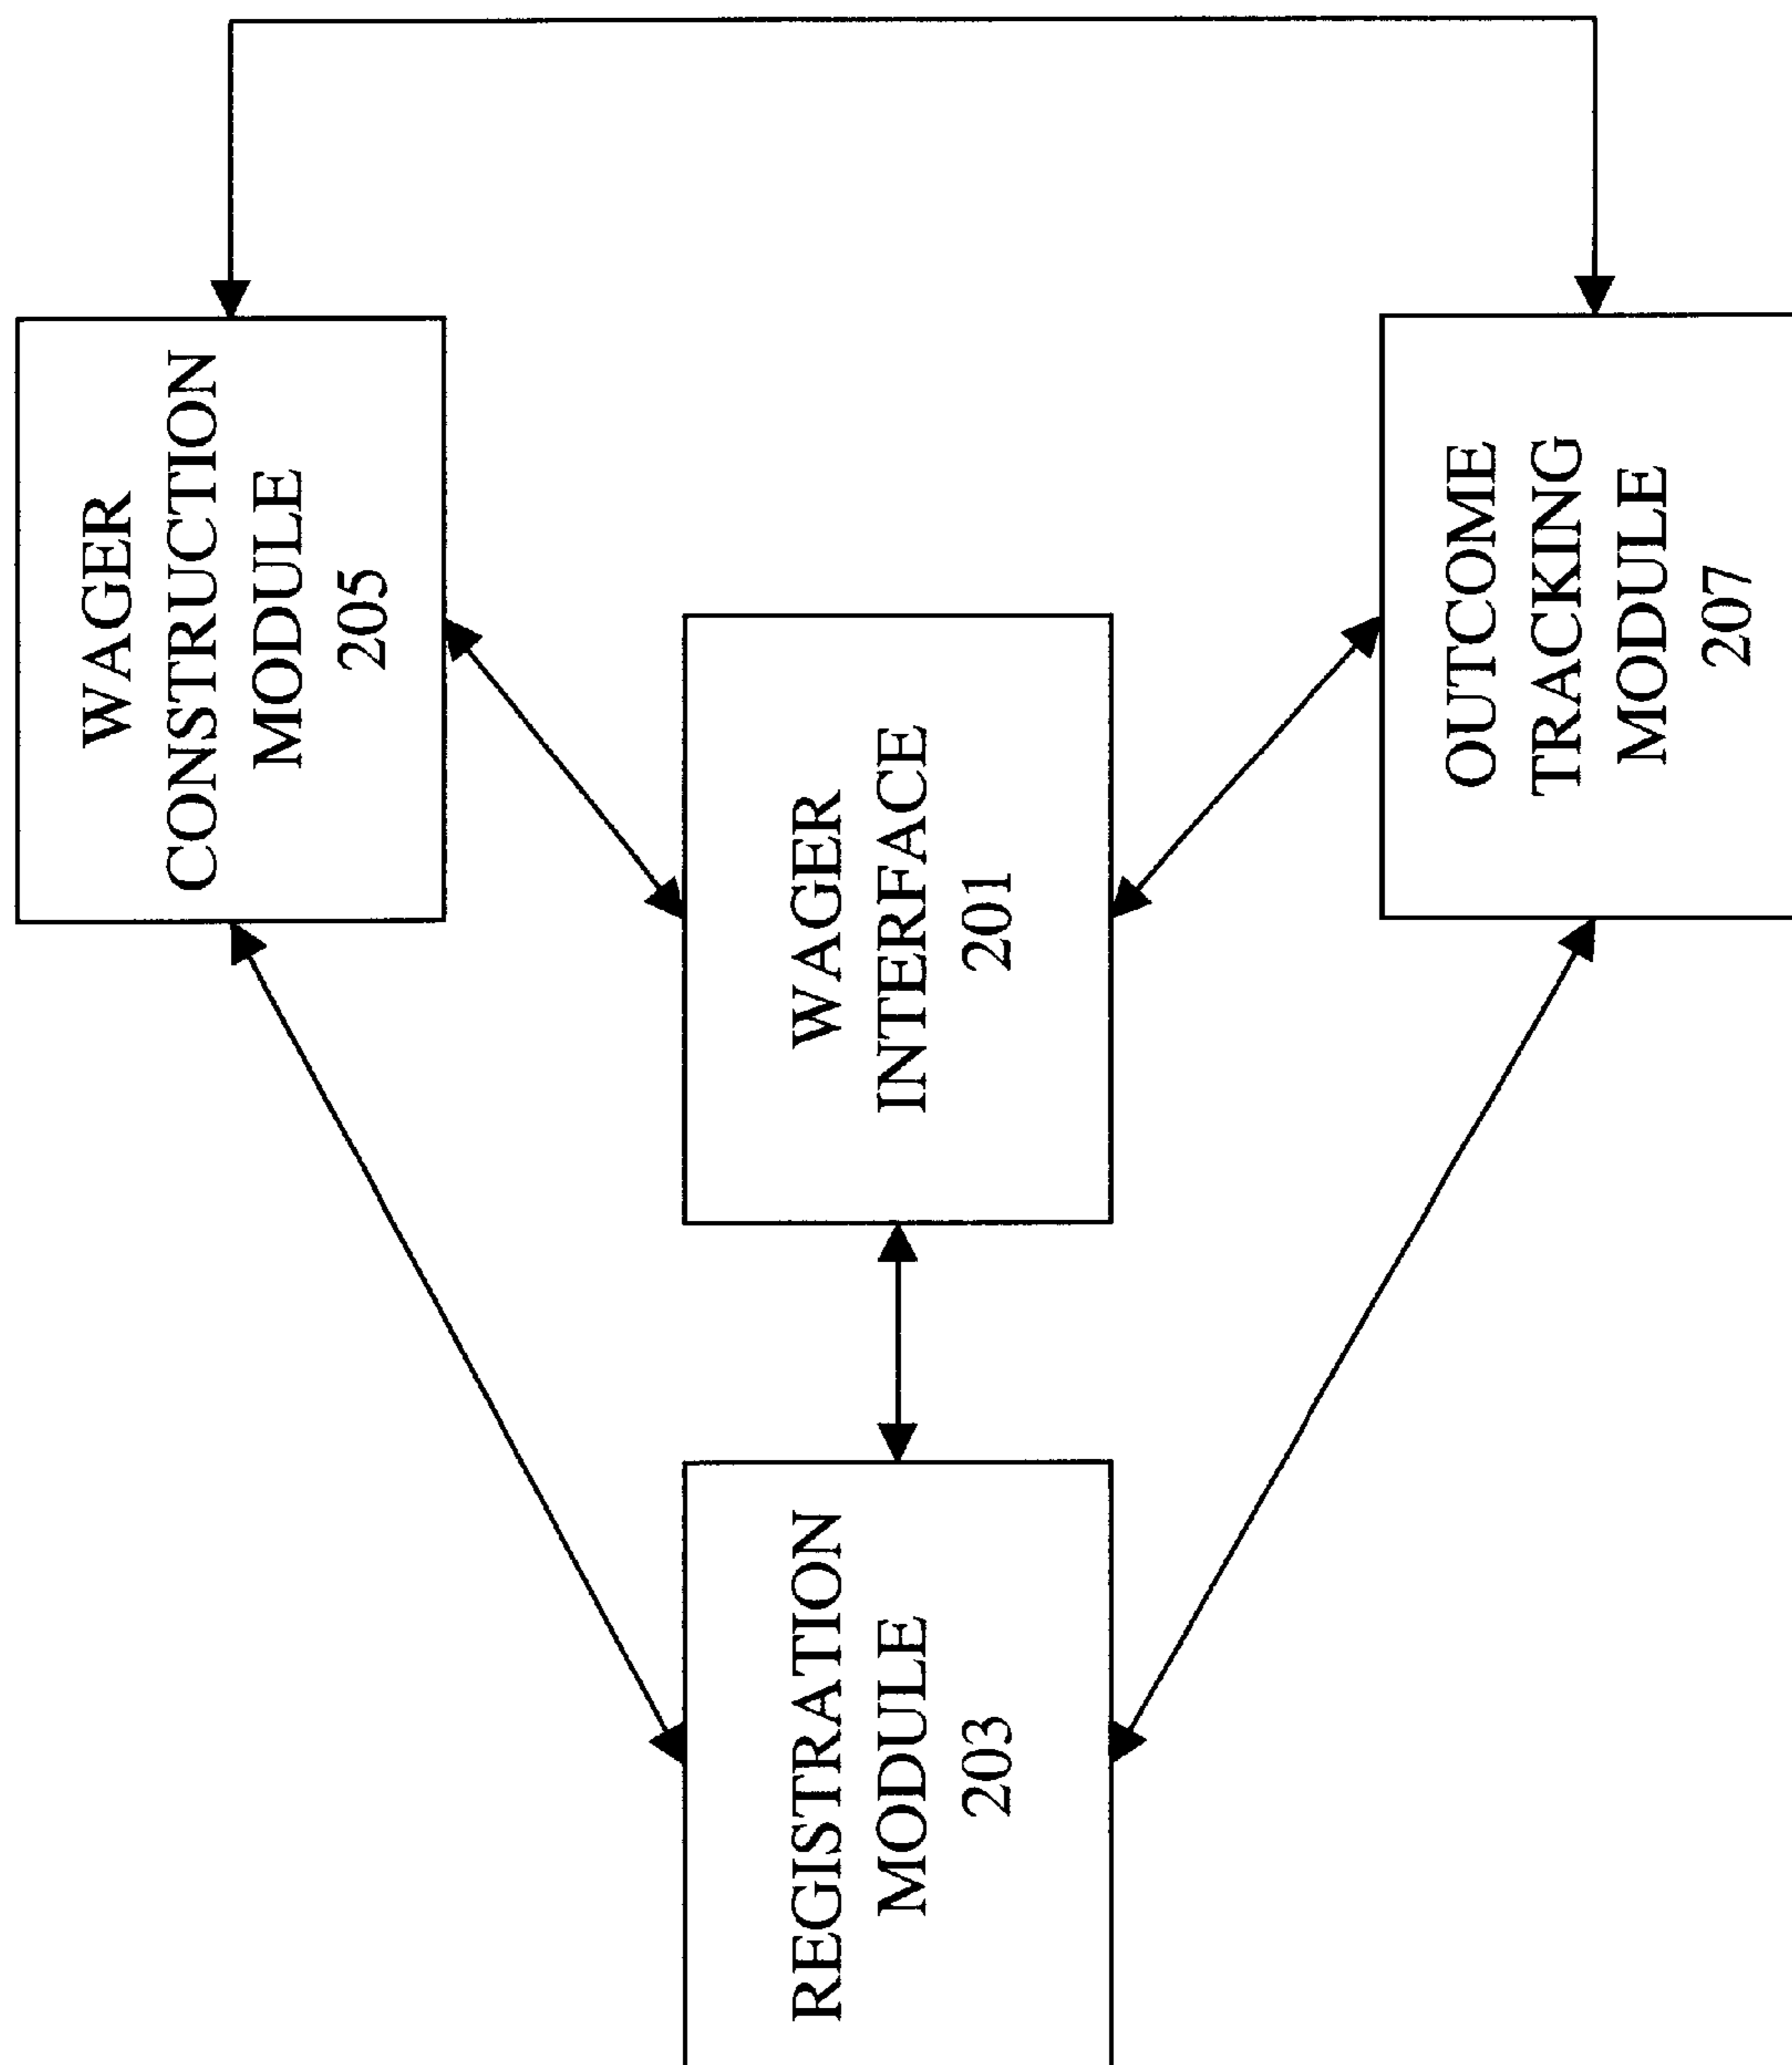 WAGER
CONSTRUCTION
MODULE
205
WAGER
INTERFACE
201
REGISTRATION
MODULE
203
OUTCOME
TRACKING
MODULE
207